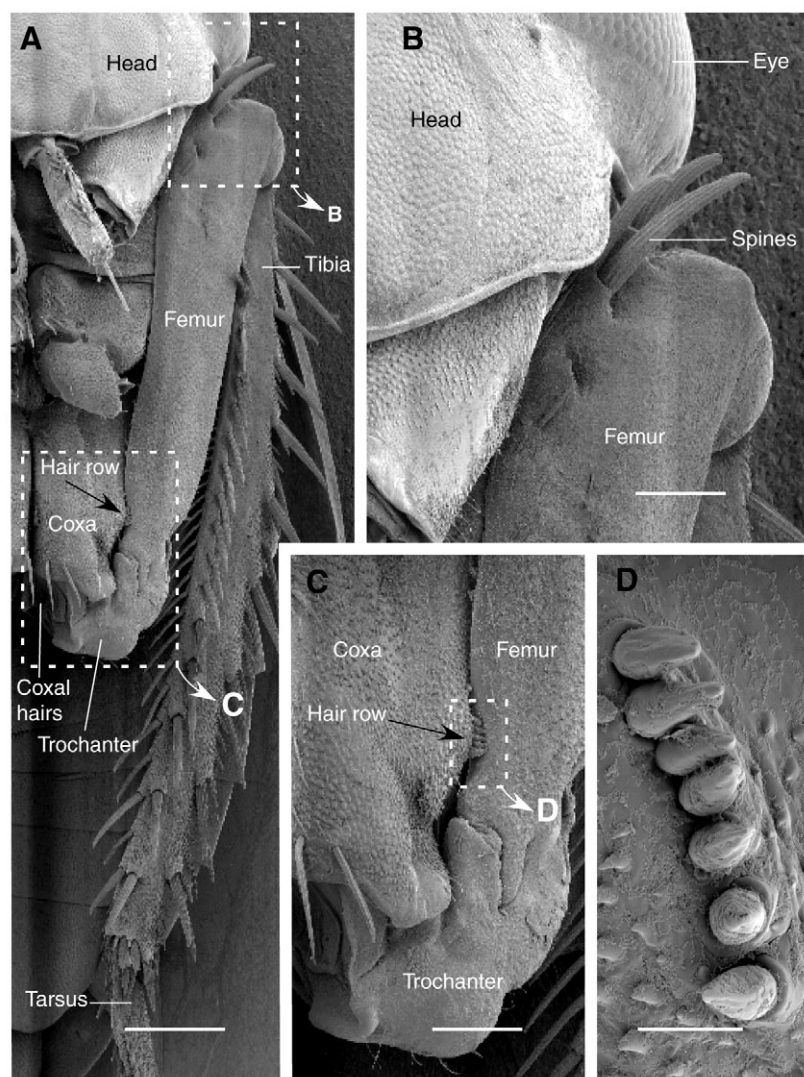 A
Head
B
Tibia
Femur
Hair row
Coxa
C
Coxal
hairs
Trochanter
Tarsus
B
Eye
Head
Spines
Femur
C
Coxa
Femur
Hair row
D
Trochanter
D